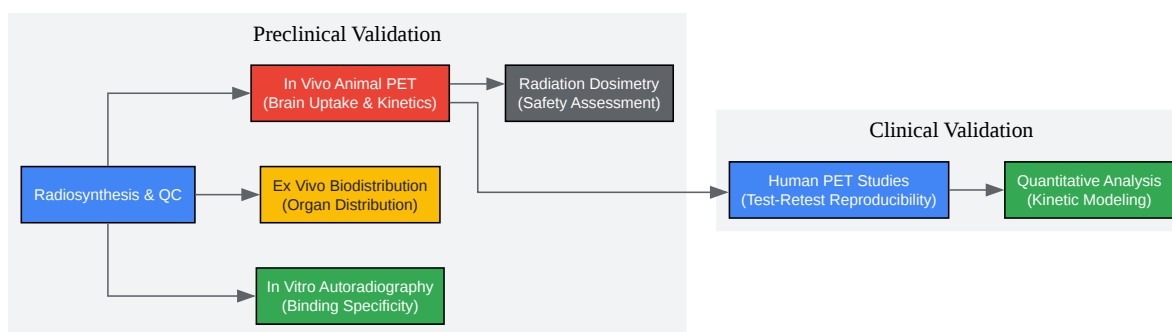 Preclinical Validation
In Vivo Animal PET
(Brain Uptake & Kinetics)
Radiation Dosimetry
(Safety Assessment)
Radiosynthesis & QC
Ex Vivo Biodistribution
(Organ Distribution)
In Vitro Autoradiography
(Binding Specificity)
Clinical Validation
Human PET Studies
(Test-Retest Reproducibility)
Quantitative Analysis
(Kinetic Modeling)